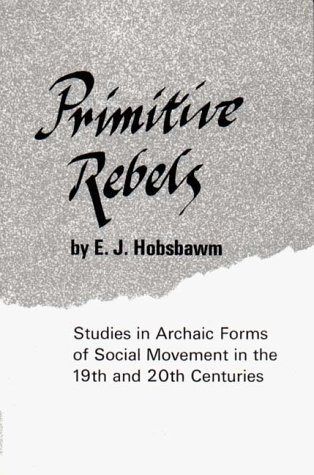 Primitive
Rebels
by E. J. Hobsbawm
Studies in Archaic Forms
of Social Movement in the
19th and 20th Centuries